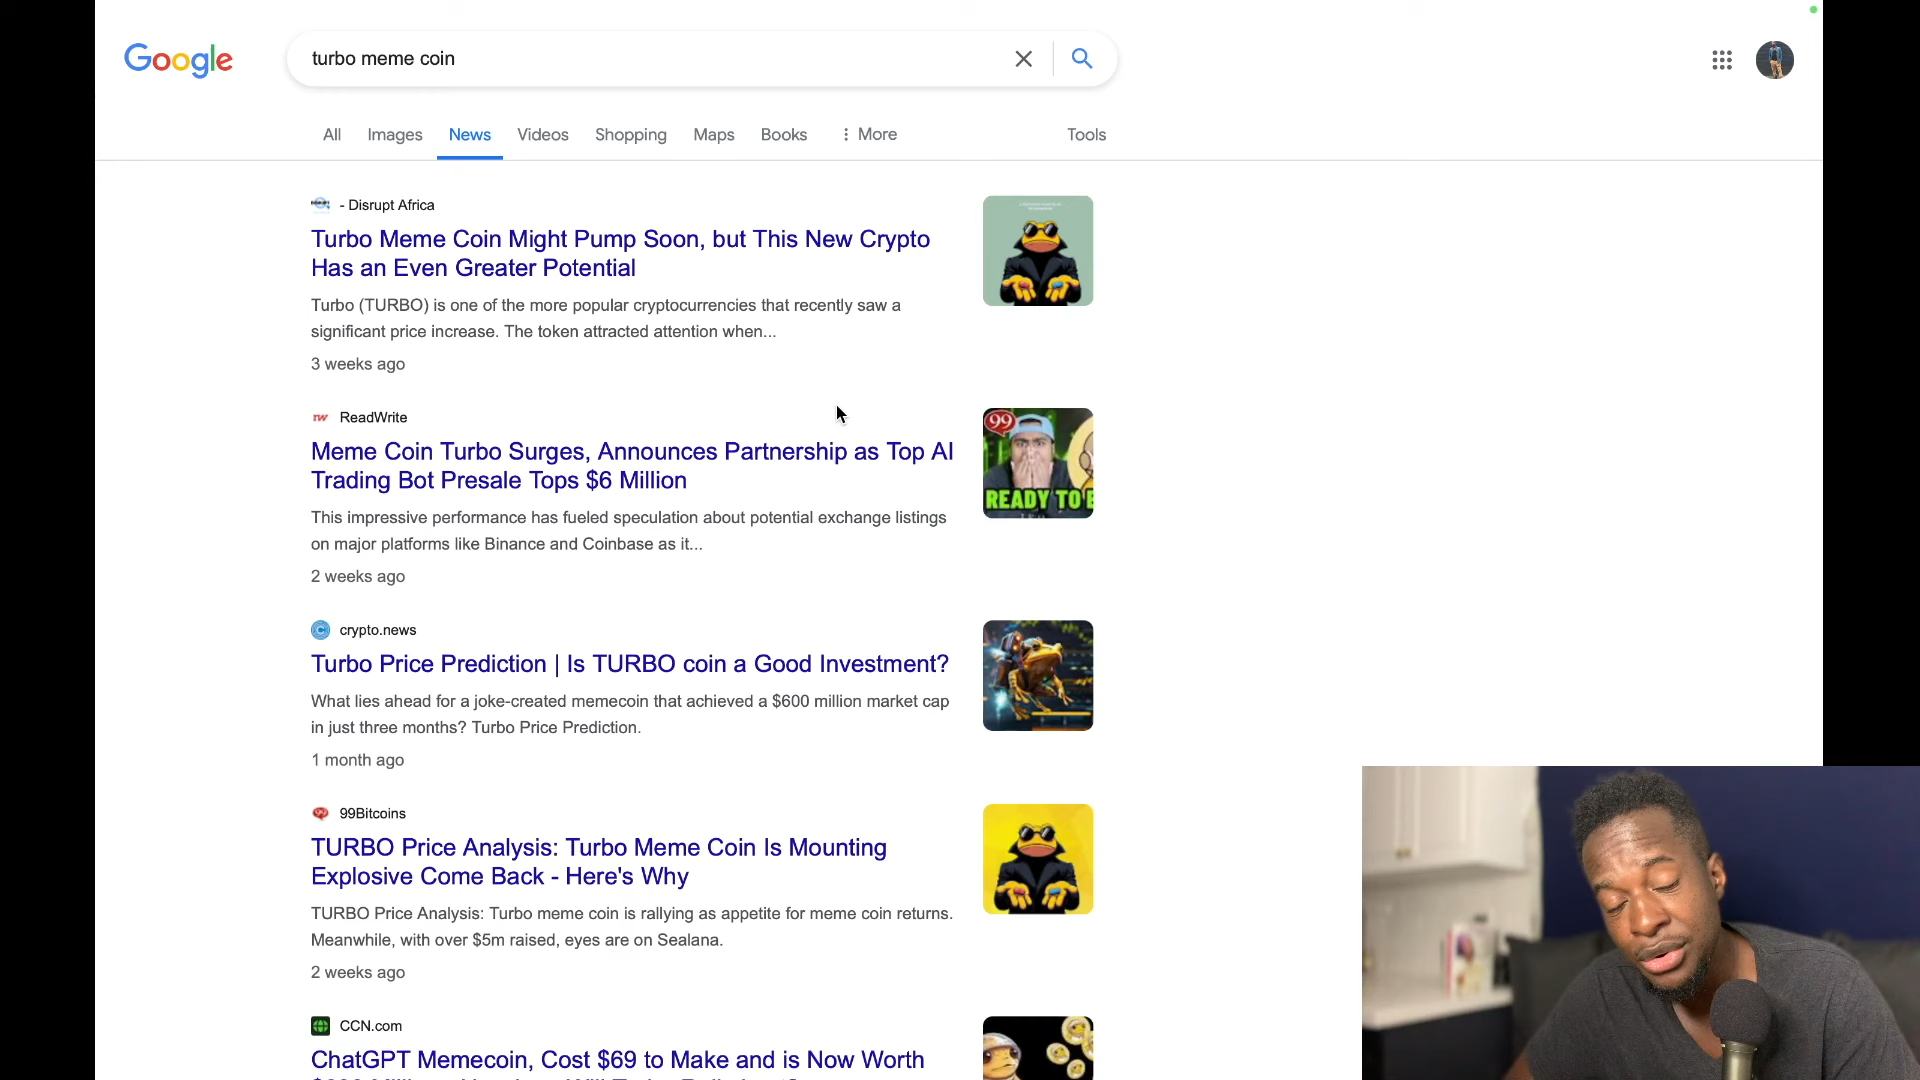 Google
turbo meme coin
All
Images
News
Videos
Shopping
Maps
Books
More
Tools
- Disrupt Africa
Turbo Meme Coin Might Pump Soon, but This New Crypto
Has an Even Greater Potential
Turbo (TURBO) is one of the more popular cryptocurrencies that recently saw a
significant price increase. The token attracted attention when...
3 weeks ago
rw
ReadWrite
99
READY TO
Meme Coin Turbo Surges, Announces Partnership as Top AI
Trading Bot Presale Tops $6 Million
This impressive performance has fueled speculation about potential exchange listings
on major platforms like Binance and Coinbase as it...
2 weeks ago
crypto.news
Turbo Price Prediction | Is TURBO coin a Good Investment?
What lies ahead for a joke-created memecoin that achieved a $600 million market cap
in just three months? Turbo Price Prediction.
1 month ago
99Bitcoins
TURBO Price Analysis: Turbo Meme Coin Is Mounting
Explosive Come Back - Here's Why
TURBO Price Analysis: Turbo meme coin is rallying as appetite for meme coin returns.
Meanwhile, with over $5m raised, eyes are on Sealana.
2 weeks ago
CCN.com
ChatGPT Memecoin, Cost $69 to Make and is Now Worth